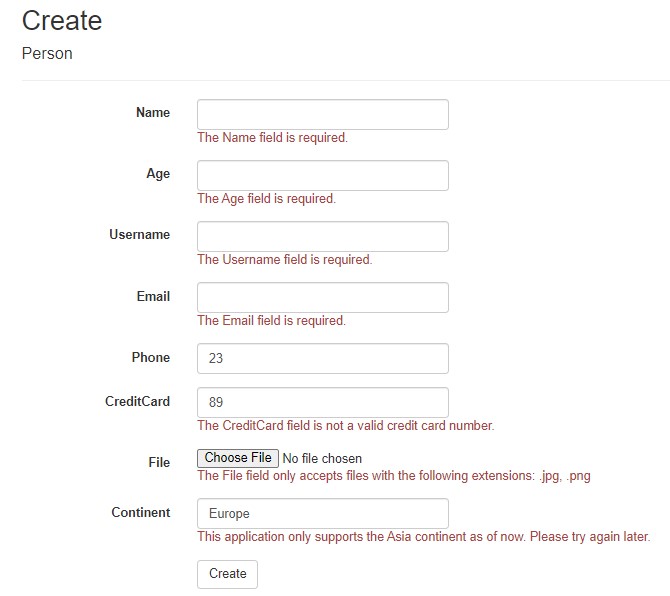 Create
Person
Name
The Name field is required.
Age
The Age field is required.
Username
The Username field is required.
Email
The Email field is required.
Phone 23
CreditCard 89
The CreditCard field is not a valid credit card number.
File Choose File No file chosen
The File field only accepts files with the following extensions: .jpg, .png
Continent Europe
This application only supports the Asia continent as of now. Please try again later.
Create